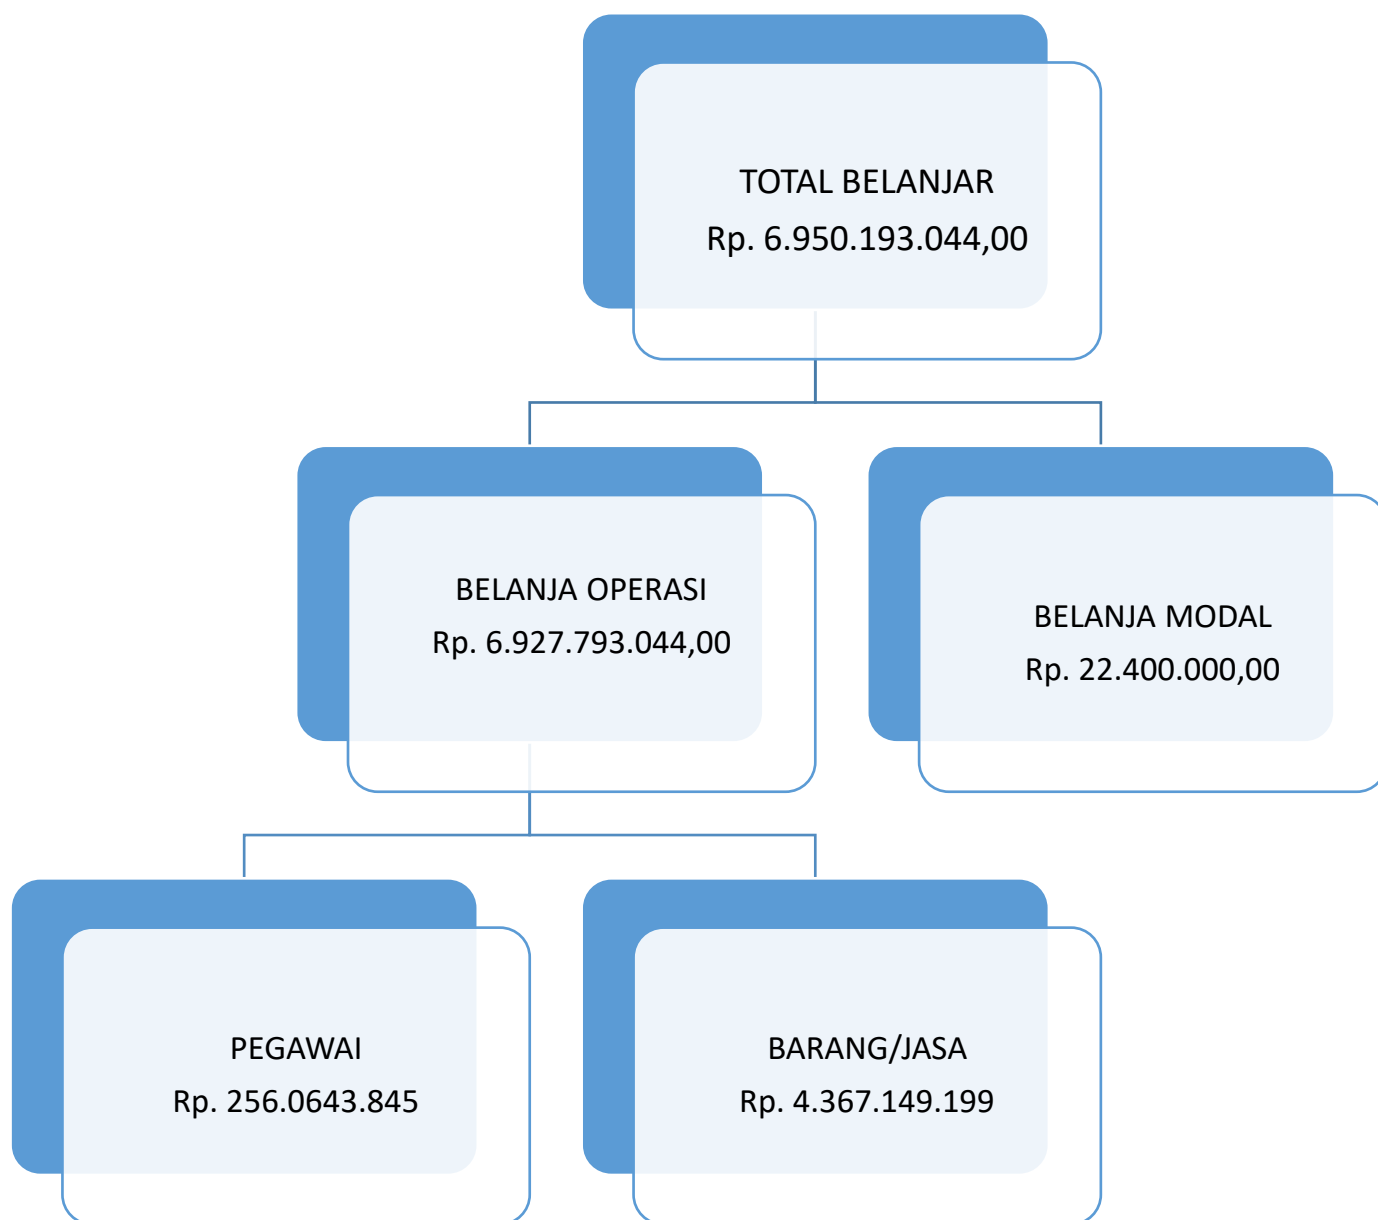 TOTAL BELANJAR
Rp. 6.950.193.044,00
BELANJA OPERASI
Rp. 6.927.793.044,00
BELANJA MODAL
Rp. 22.400.000,00
PEGAWAI
Rp. 256.0643.845
BARANG/JASA
Rp. 4.367.149.199